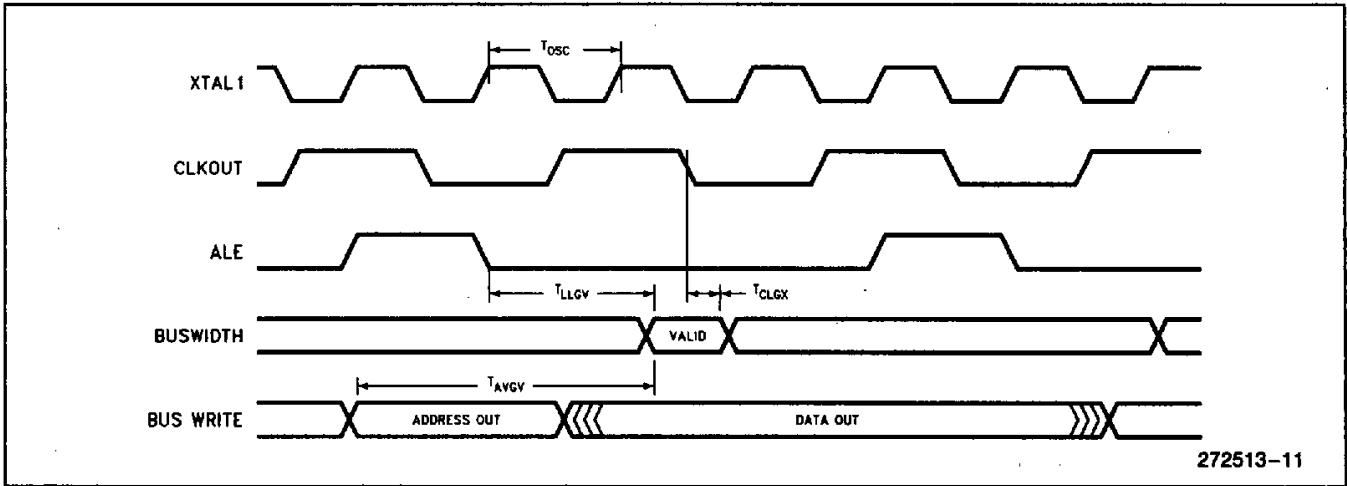 T_OSC
XTAL1
CLKOUT
ALE
T_LLGV T_CLGX
BUSWIDTH VALID
T_AVGV
BUS WRITE ADDRESS OUT DATA OUT
272513–11